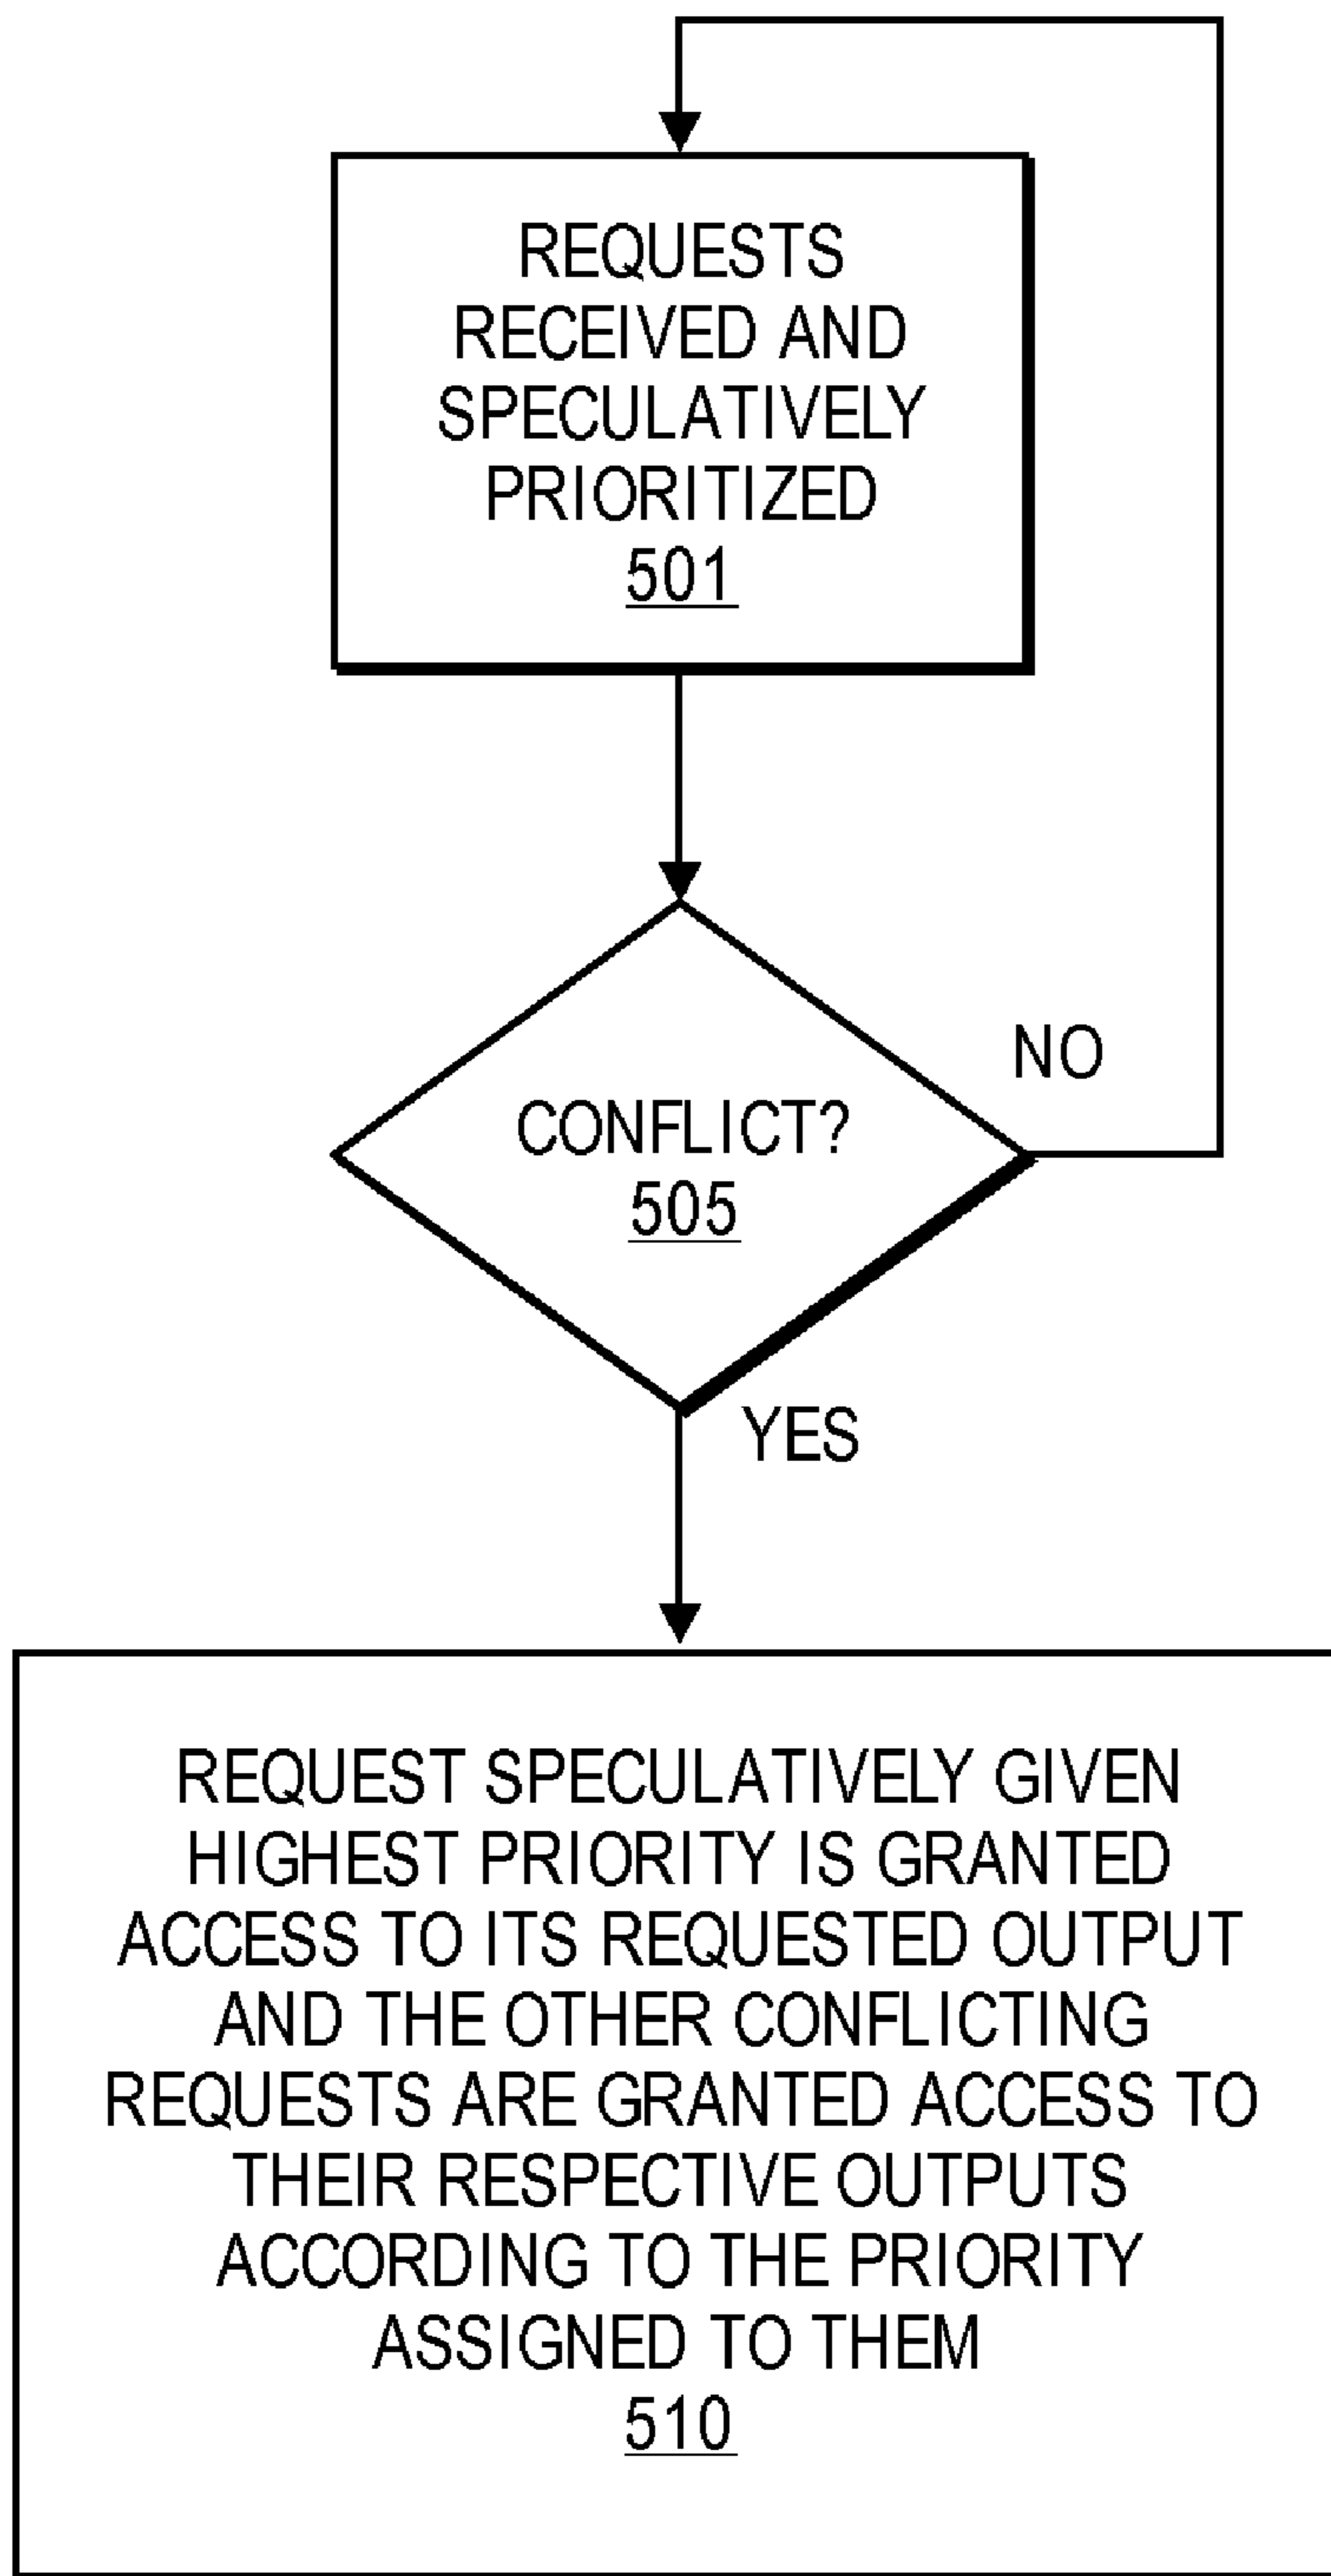 REQUESTS
RECEIVED AND
SPECULATIVELY
PRIORITIZED
501
CONFLICT?
505
NO
YES
REQUEST SPECULATIVELY GIVEN
HIGHEST PRIORITY IS GRANTED
ACCESS TO ITS REQUESTED OUTPUT
AND THE OTHER CONFLICTING
REQUESTS ARE GRANTED ACCESS TO
THEIR RESPECTIVE OUTPUTS
ACCORDING TO THE PRIORITY
ASSIGNED TO THEM
510